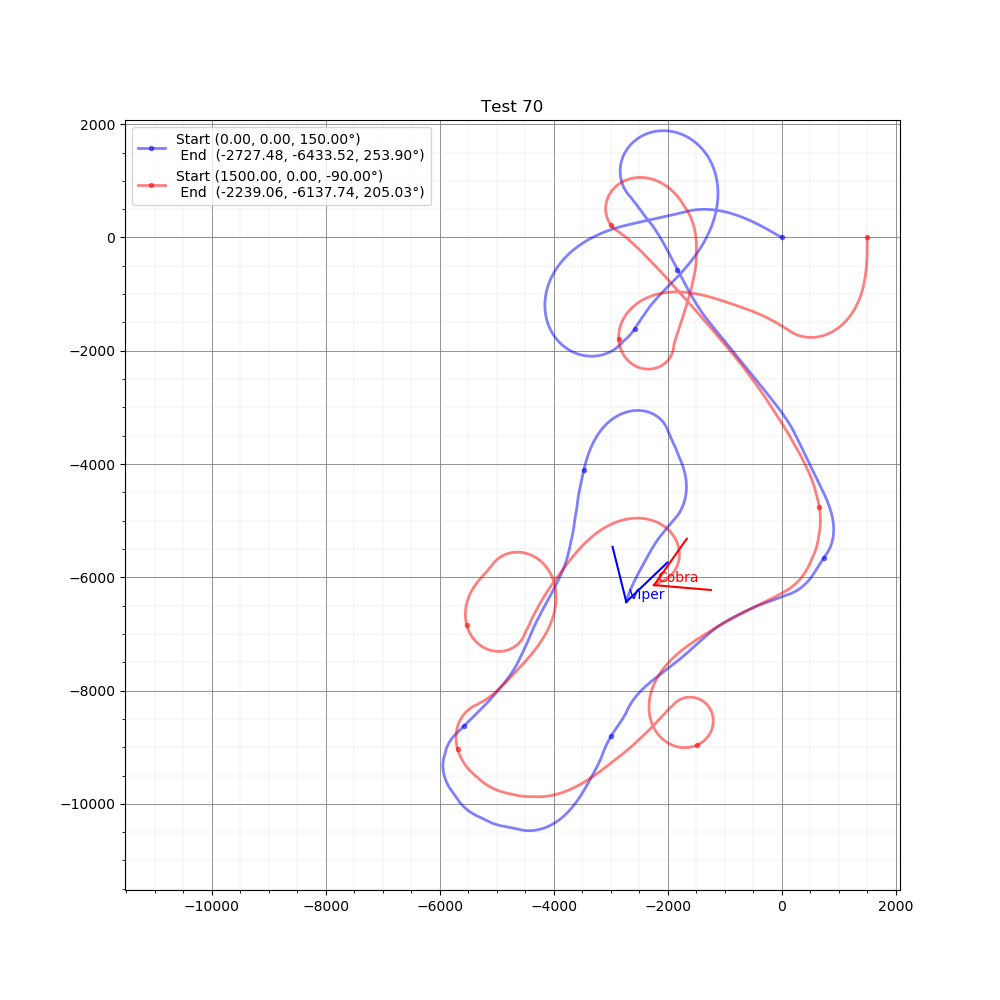 Test 70
Start (0.00, 0.00, 150.00°)
End (-2727.48, -6433.52, 253.90°)
Start (1500.00, 0.00, -90.00°)
End (-2239.06, -6137.74, 205.03°)
2000
0
−2000
−4000
−6000
−8000
−10000
Cobra
Viper
−10000 −8000 −6000 −4000 −2000 0 2000